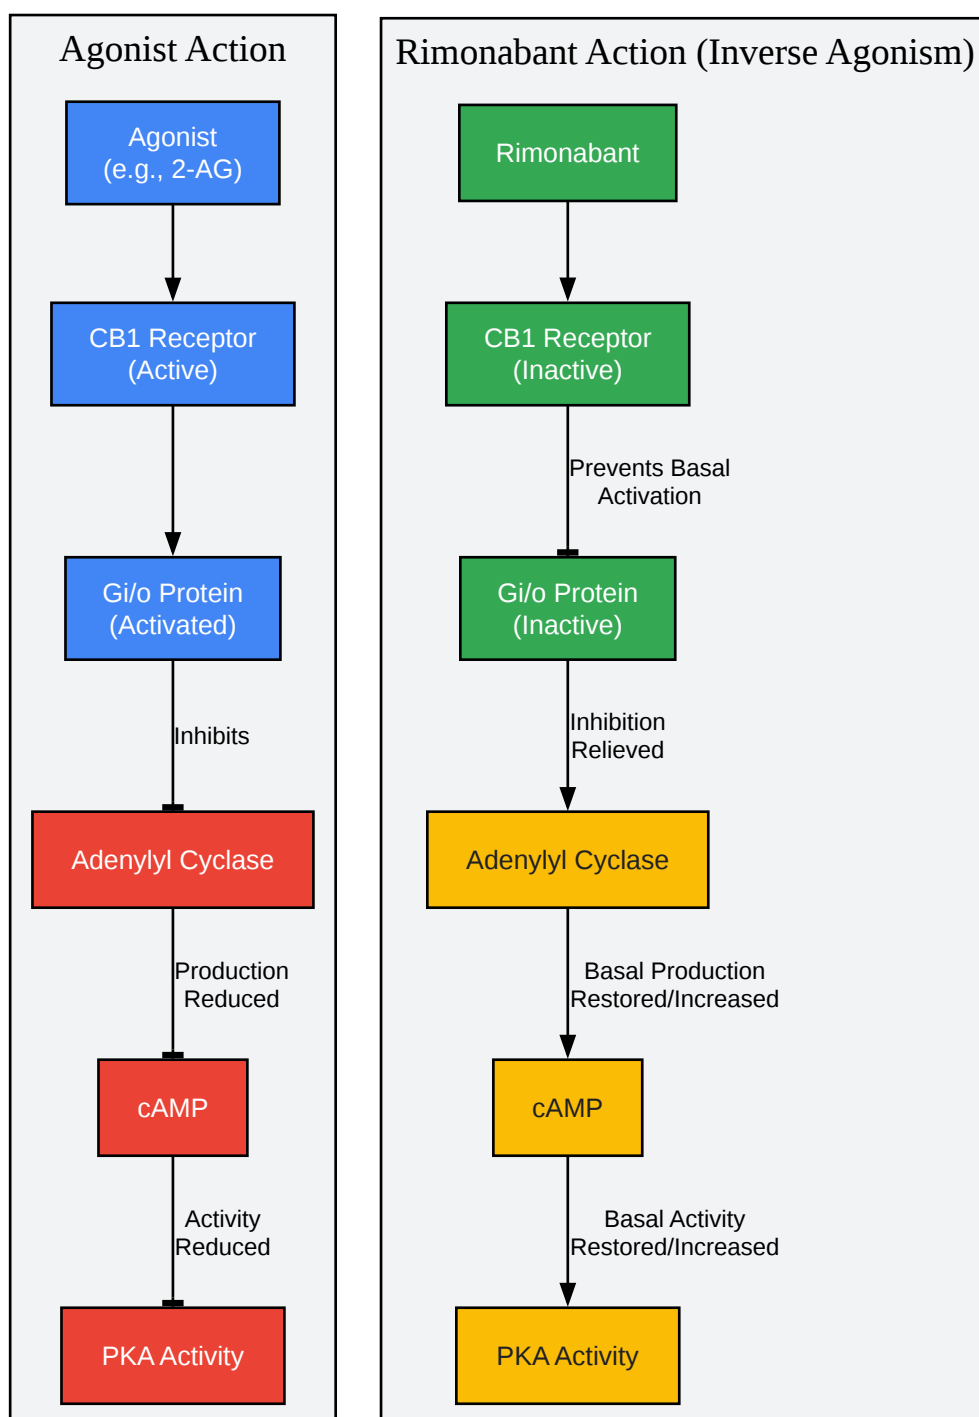 Agonist Action
Agonist
(e.g., 2-AG)
CB1 Receptor
(Active)
Gi/o Protein
(Activated)
Inhibits
Adenylyl Cyclase
Production
Reduced
cAMP
Activity
Reduced
PKA Activity
Rimonabant Action (Inverse Agonism)
Rimonabant
CB1 Receptor
(Inactive)
Prevents Basal
Activation
Gi/o Protein
(Inactive)
Inhibition
Relieved
Adenylyl Cyclase
Basal Production
Restored/Increased
cAMP
Basal Activity
Restored/Increased
PKA Activity